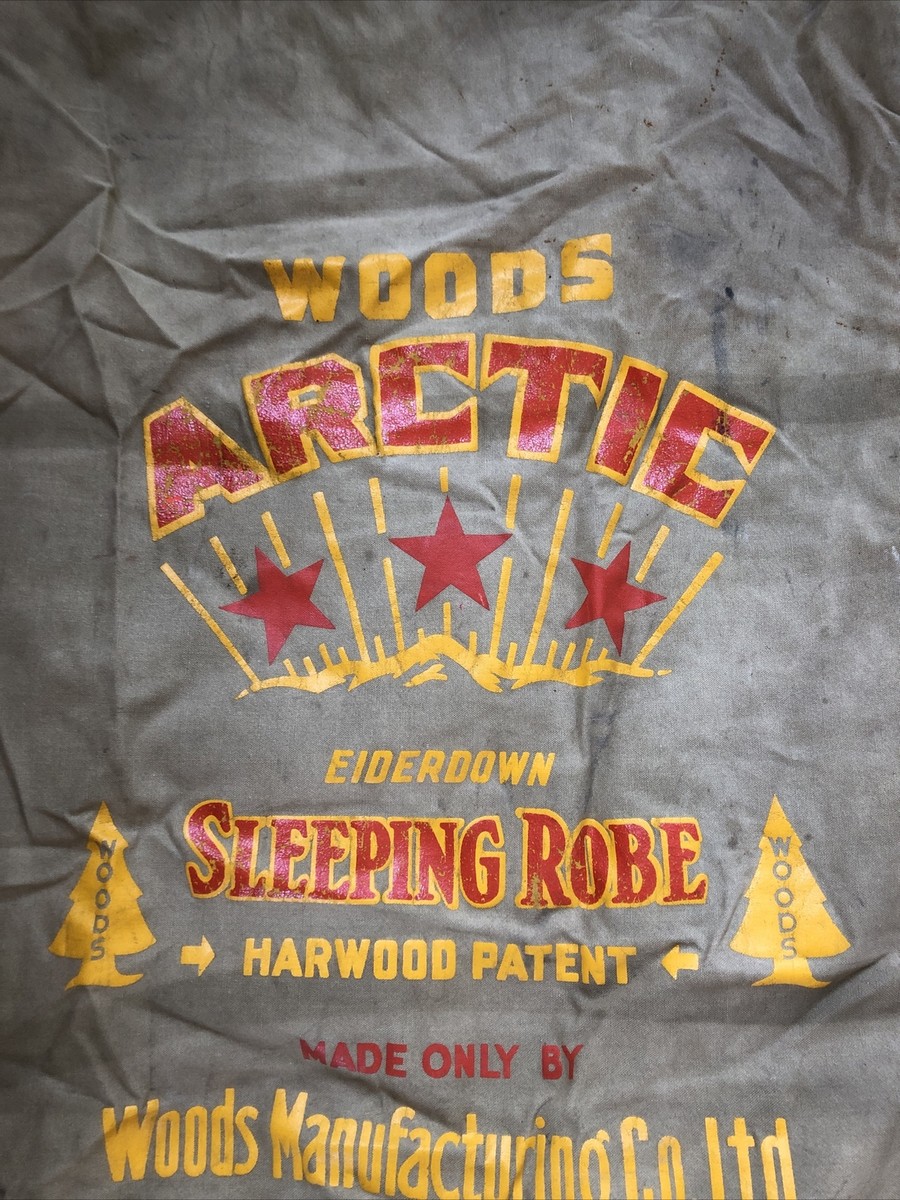 WOODS
ARCTIC
EIDERDOWN
SLEEPING ROBE
WOODS
WOODS
HARWOOD PATENT
MADE ONLY BY
Woods Manufacturing Co. Ltd